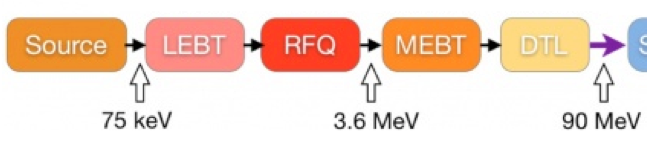 Source LEBT RFQ MEBT DTL S
75 keV 3.6 MeV 90 MeV